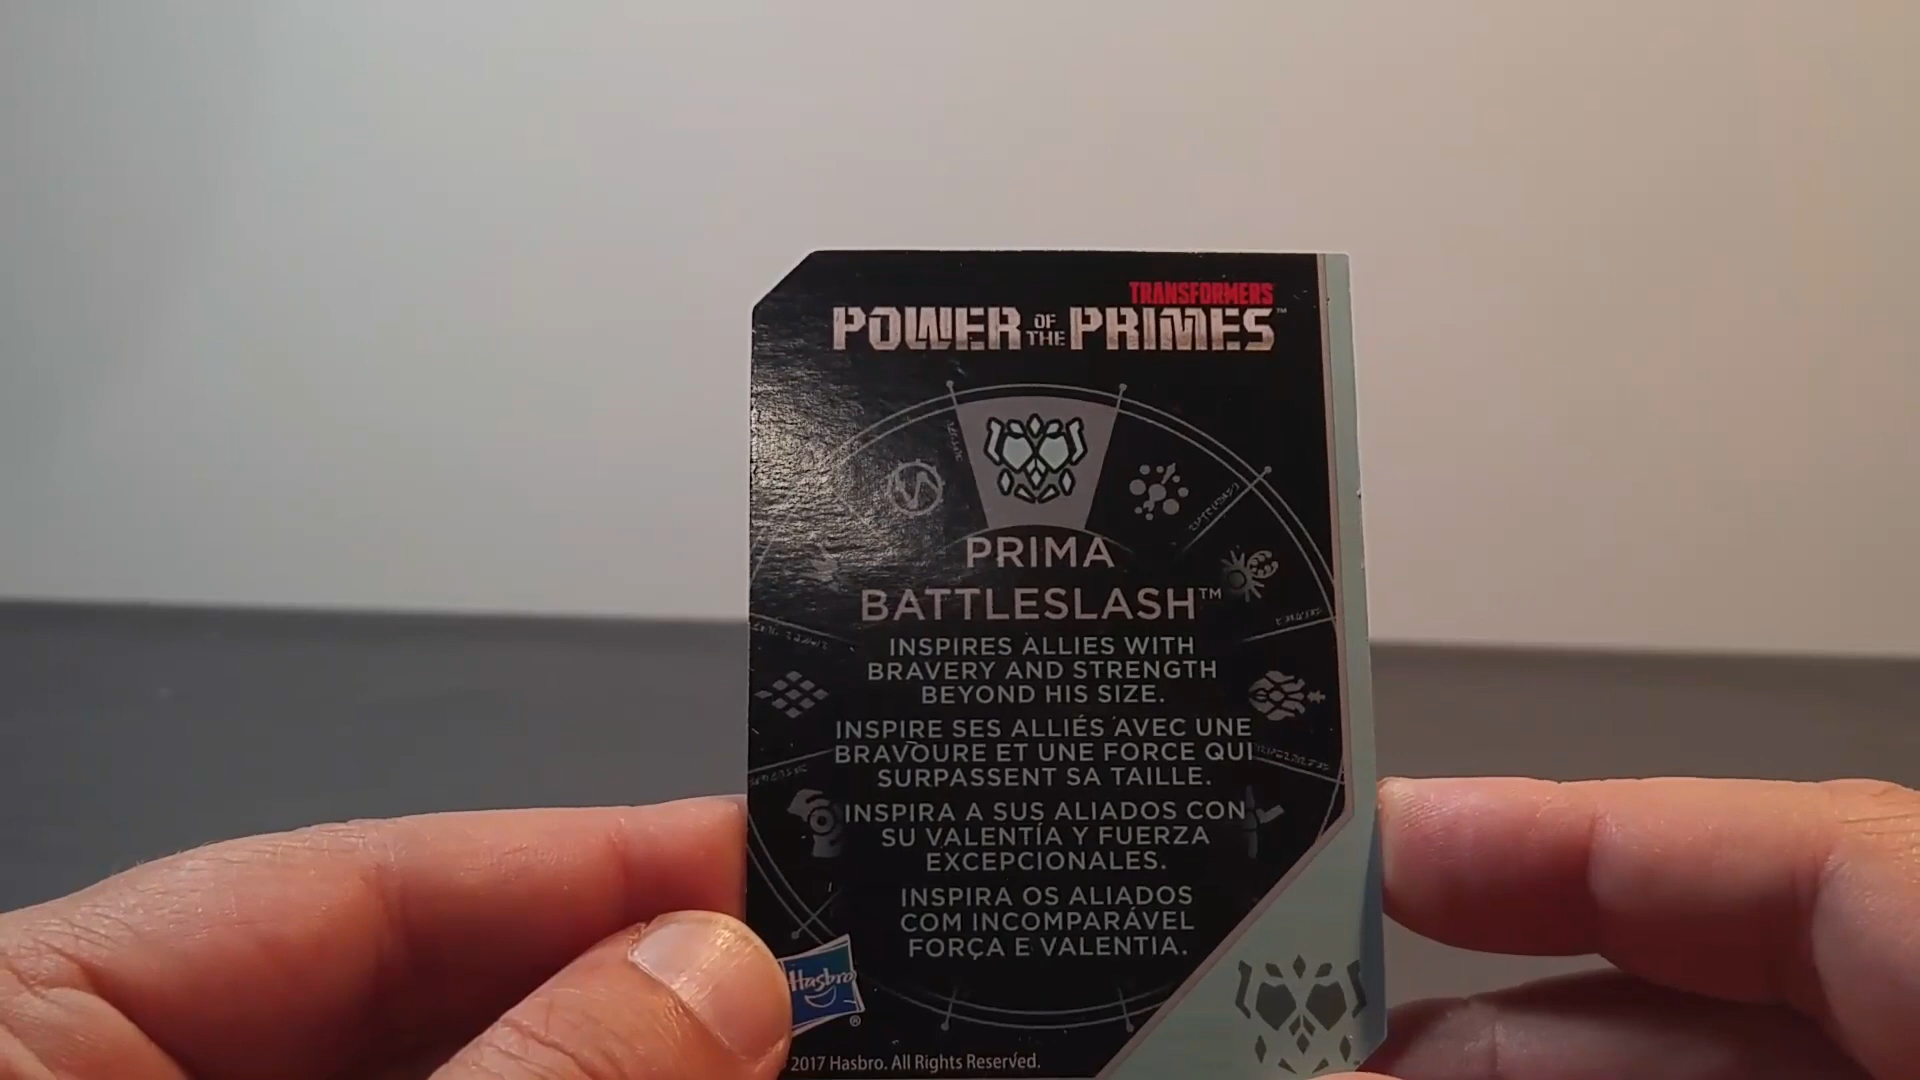 TRANSFORMERS
POWER OF THE PRIMES™
PRIMA
BATTLESLASH™
INSPIRES ALLIES WITH
BRAVERY AND STRENGTH
BEYOND HIS SIZE.
INSPIRE SES ALLIÉS AVEC UNE
BRAVOURE ET UNE FORCE QUI
SURPASSENT SA TAILLE.
INSPIRA A SUS ALIADOS CON
SU VALENTÍA Y FUERZA
EXCEPCIONALES.
INSPIRA OS ALIADOS
COM INCOMPARÁVEL
FORÇA E VALENTIA.
Hasbro
®
2017 Hasbro. All Rights Reserved.